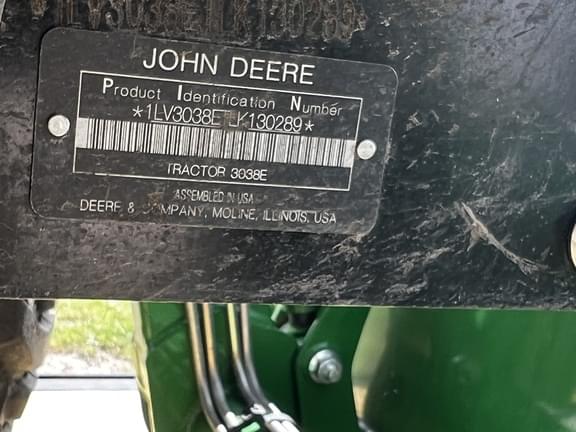 JOHN DEERE
Product Identification Number
*1LV3038ETLK130289*
TRACTOR 3038E
ASSEMBLED IN USA
DEERE & COMPANY, MOLINE, ILLINOIS, USA